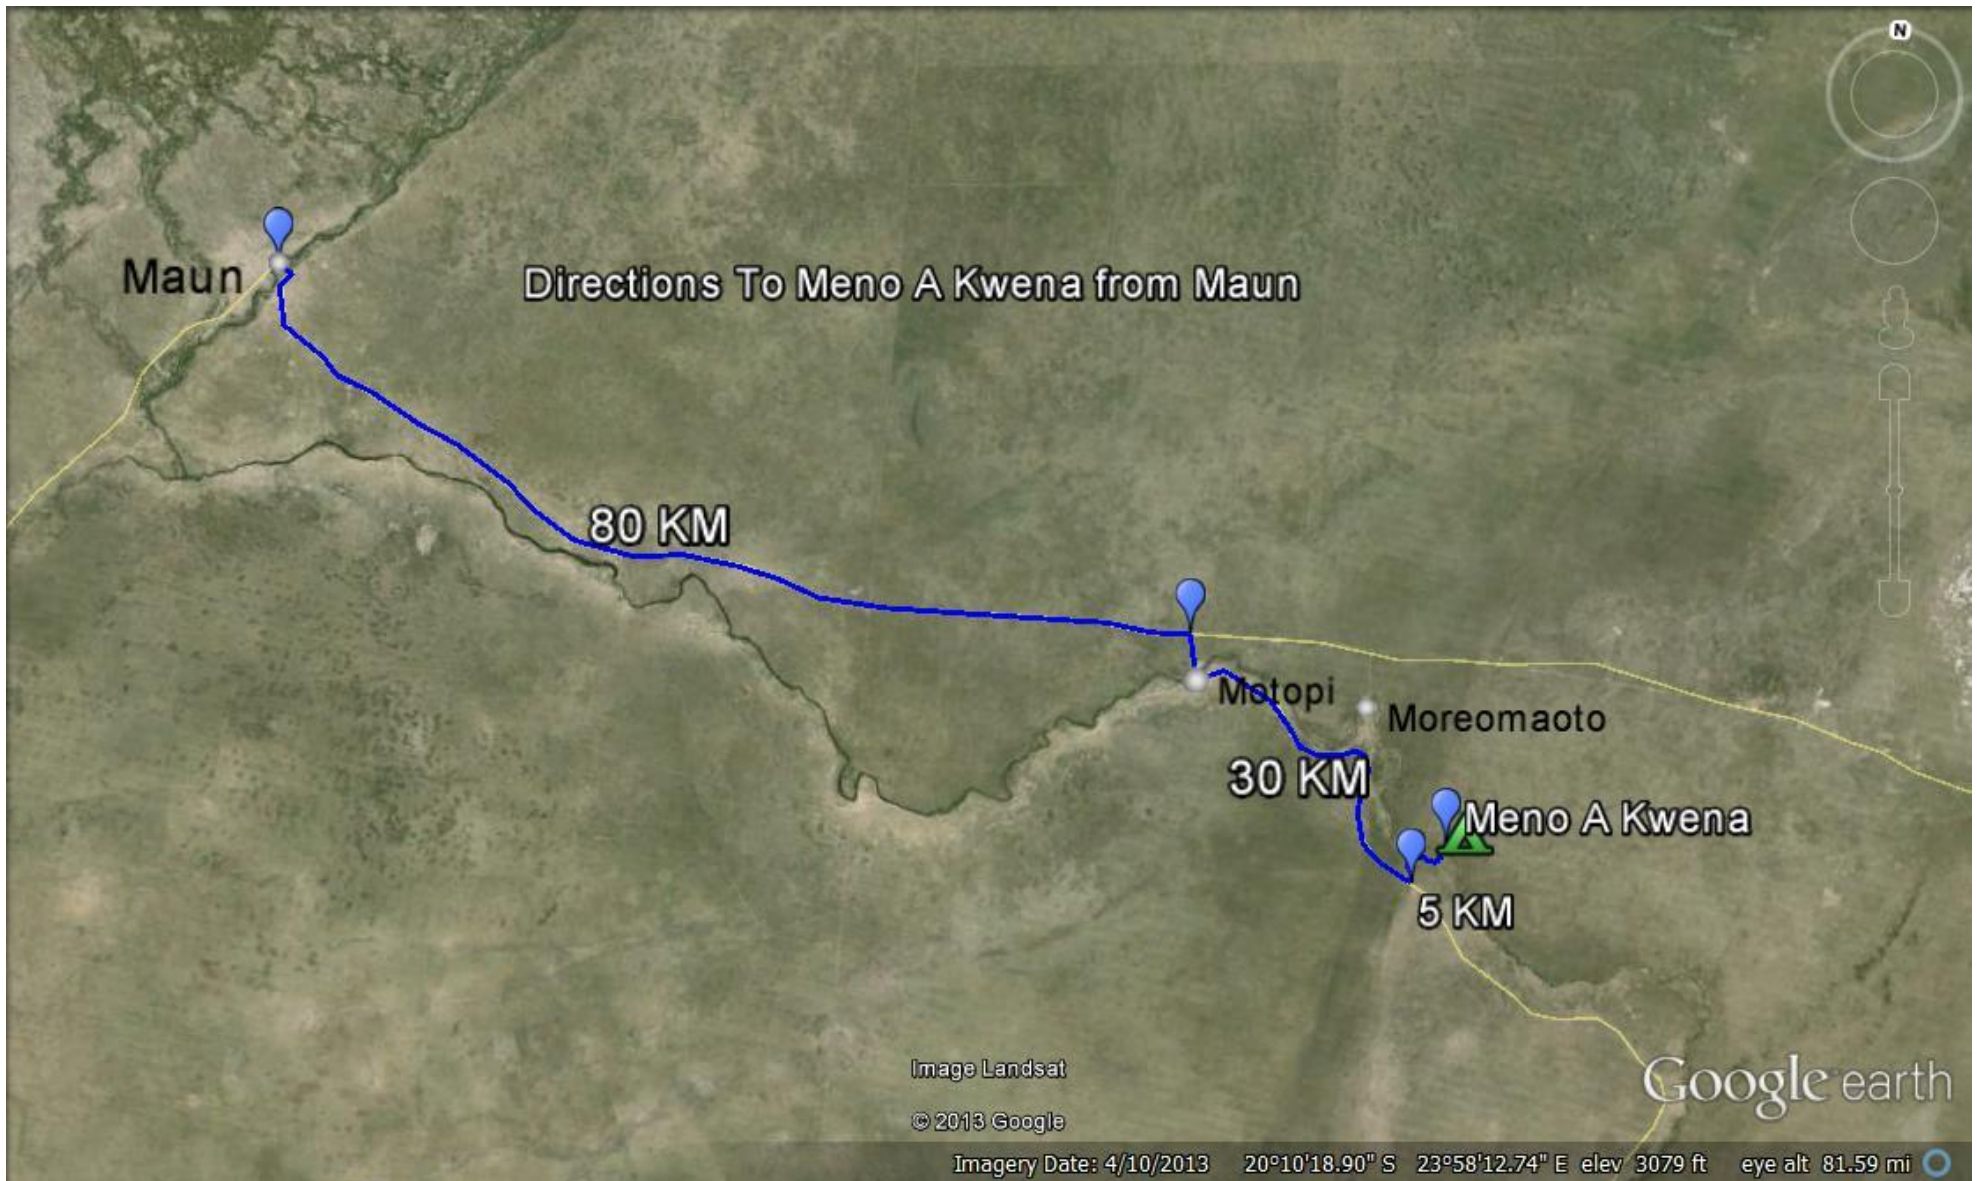 N
Maun
Directions To Meno A Kwena from Maun
80 KM
Motopi
Moreomaoto
30 KM
Meno A Kwena
5 KM
Image Landsat
© 2013 Google
Google earth
Imagery Date: 4/10/2013 20°10'18.90" S 23°58'12.74" E elev 3079 ft eye alt 81.59 mi